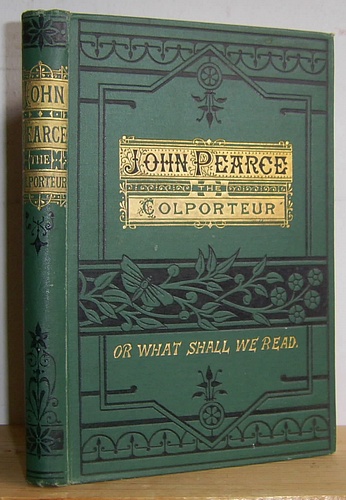 JOHN
PEARCE
THE
COLPORTEUR
JOHN PEARCE
THE
COLPORTEUR
OR WHAT SHALL WE READ.